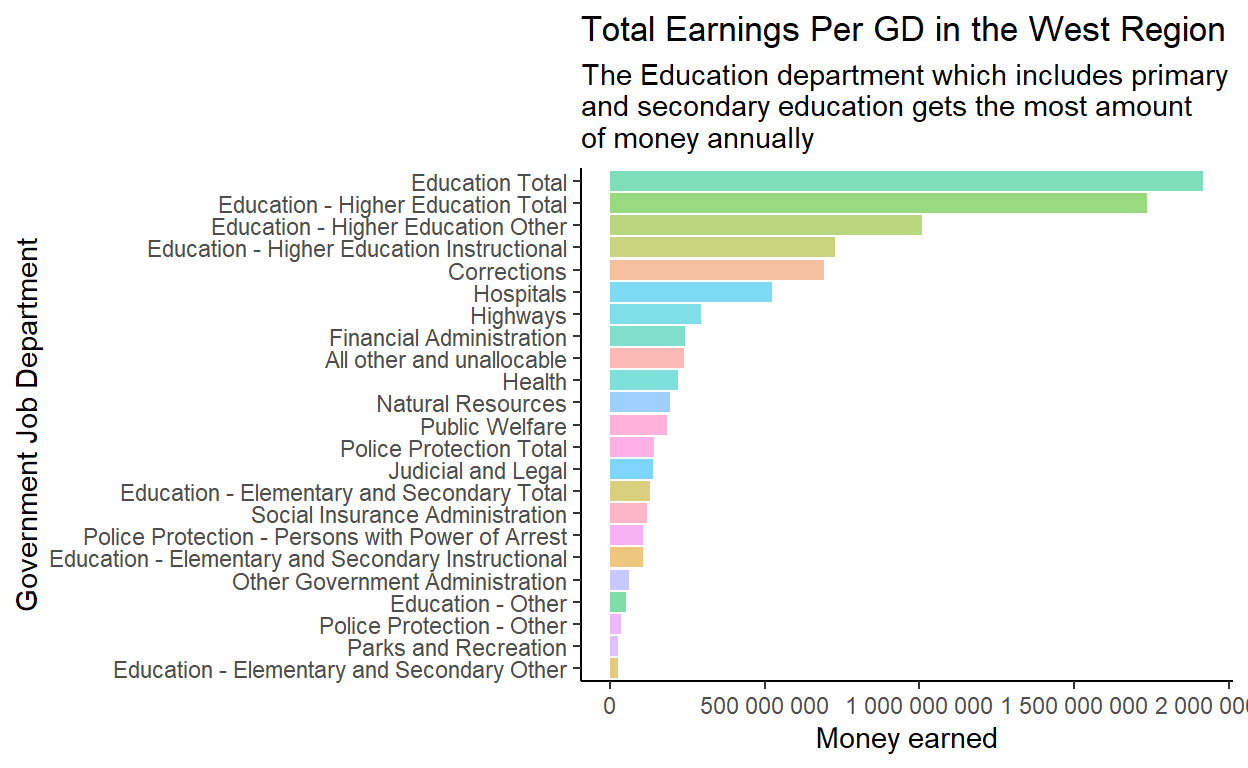 Total Earnings Per GD in the West Region
The Education department which includes primary
and secondary education gets the most amount
of money annually
Government Job Department
Education Total
Education - Higher Education Total
Education - Higher Education Other
Education - Higher Education Instructional
Corrections
Hospitals
Highways
Financial Administration
All other and unallocable
Health
Natural Resources
Public Welfare
Police Protection Total
Judicial and Legal
Education - Elementary and Secondary Total
Social Insurance Administration
Police Protection - Persons with Power of Arrest
Education - Elementary and Secondary Instructional
Other Government Administration
Education - Other
Police Protection - Other
Parks and Recreation
Education - Elementary and Secondary Other
0 500 000 000 1 000 000 000 1 500 000 000 2 000 00
Money earned